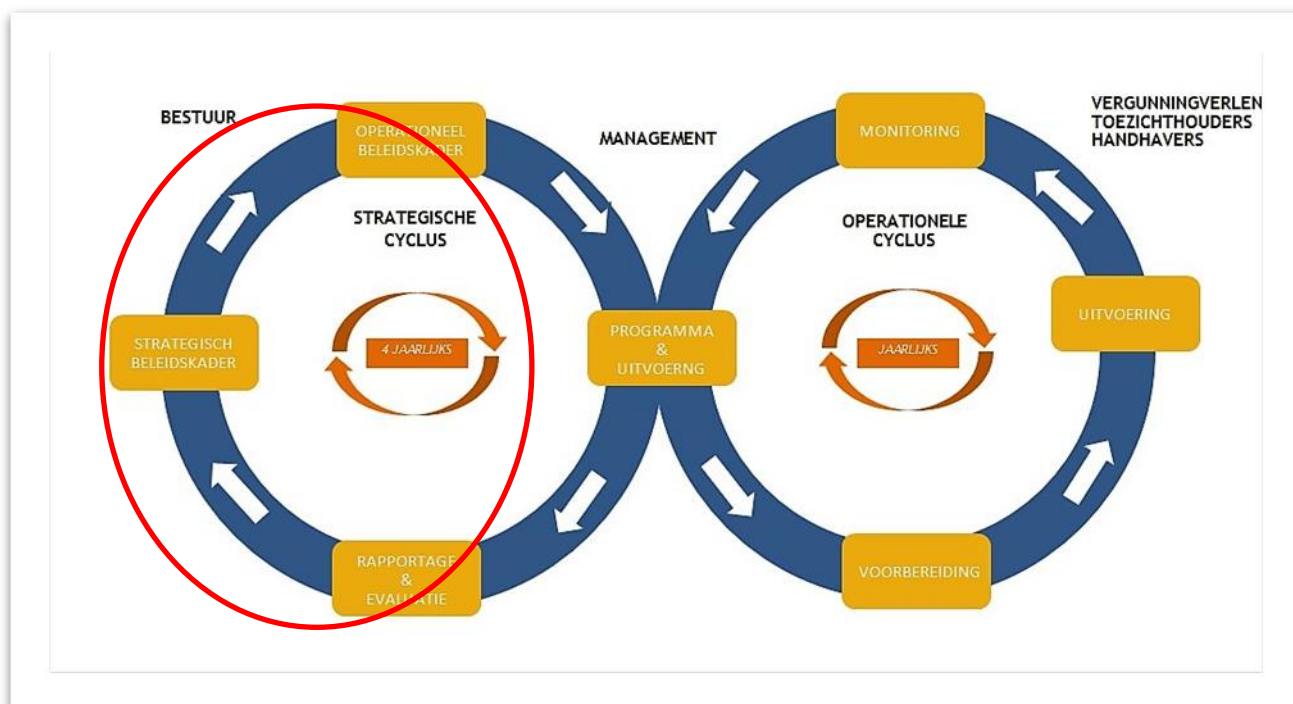 BESTUUR
OPERATIONEEL
BELEIDSKADER
MANAGEMENT
MONITORING
VERGUNNINGVERLEN
TOEZICHTHOUDERS
HANDHAVERS
STRATEGISCHE
CYCLUS
OPERATIONELE
CYCLUS
STRATEGISCH
BELEIDSKADER
4 JAARLIJKS
PROGRAMMA
&
UITVOERNG
JAARLIJKS
UITVOERING
RAPPORTAGE
&
EVALUATIE
VOORBEREIDING